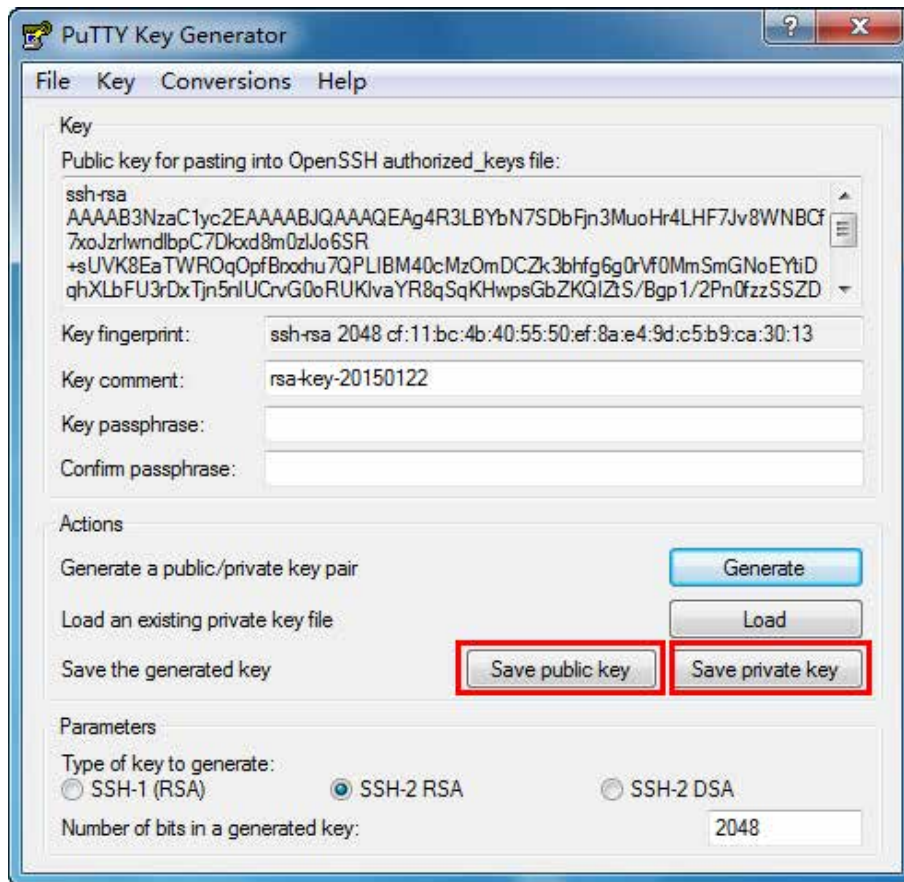 PuTTY Key Generator
?
X
File Key Conversions Help
Key
Public key for pasting into OpenSSH authorized_keys file:
ssh-rsa
AAAAB3NzaC1yc2EAAAABJQAAAQEAg4R3LBYbN7SDbFjn3MuoHr4LHF7Jv8WNBCf
7xoJzrlwndlbpC7Dkxd8m0zlJo6SR
+sUVK8EaTWROqOpfBrxxhu7QPLIBM40cMzOmDCZk3bhfg6g0rVf0MmSmGNoEYtiD
qhXLbFU3rDxTjn5nIUCrvG0oRUKlvaYR8qSqKHwpsGbZKQIZtS/Bgp1/2Pn0fzzSSZD
Key fingerprint: ssh-rsa 2048 cf:11:bc:4b:40:55:50:ef:8a:e4:9d:c5:b9:ca:30:13
Key comment: rsa-key-20150122
Key passphrase:
Confirm passphrase:
Actions
Generate a public/private key pair Generate
Load an existing private key file Load
Save the generated key Save public key Save private key
Parameters
Type of key to generate:
SSH-1 (RSA) SSH-2 RSA SSH-2 DSA
Number of bits in a generated key: 2048